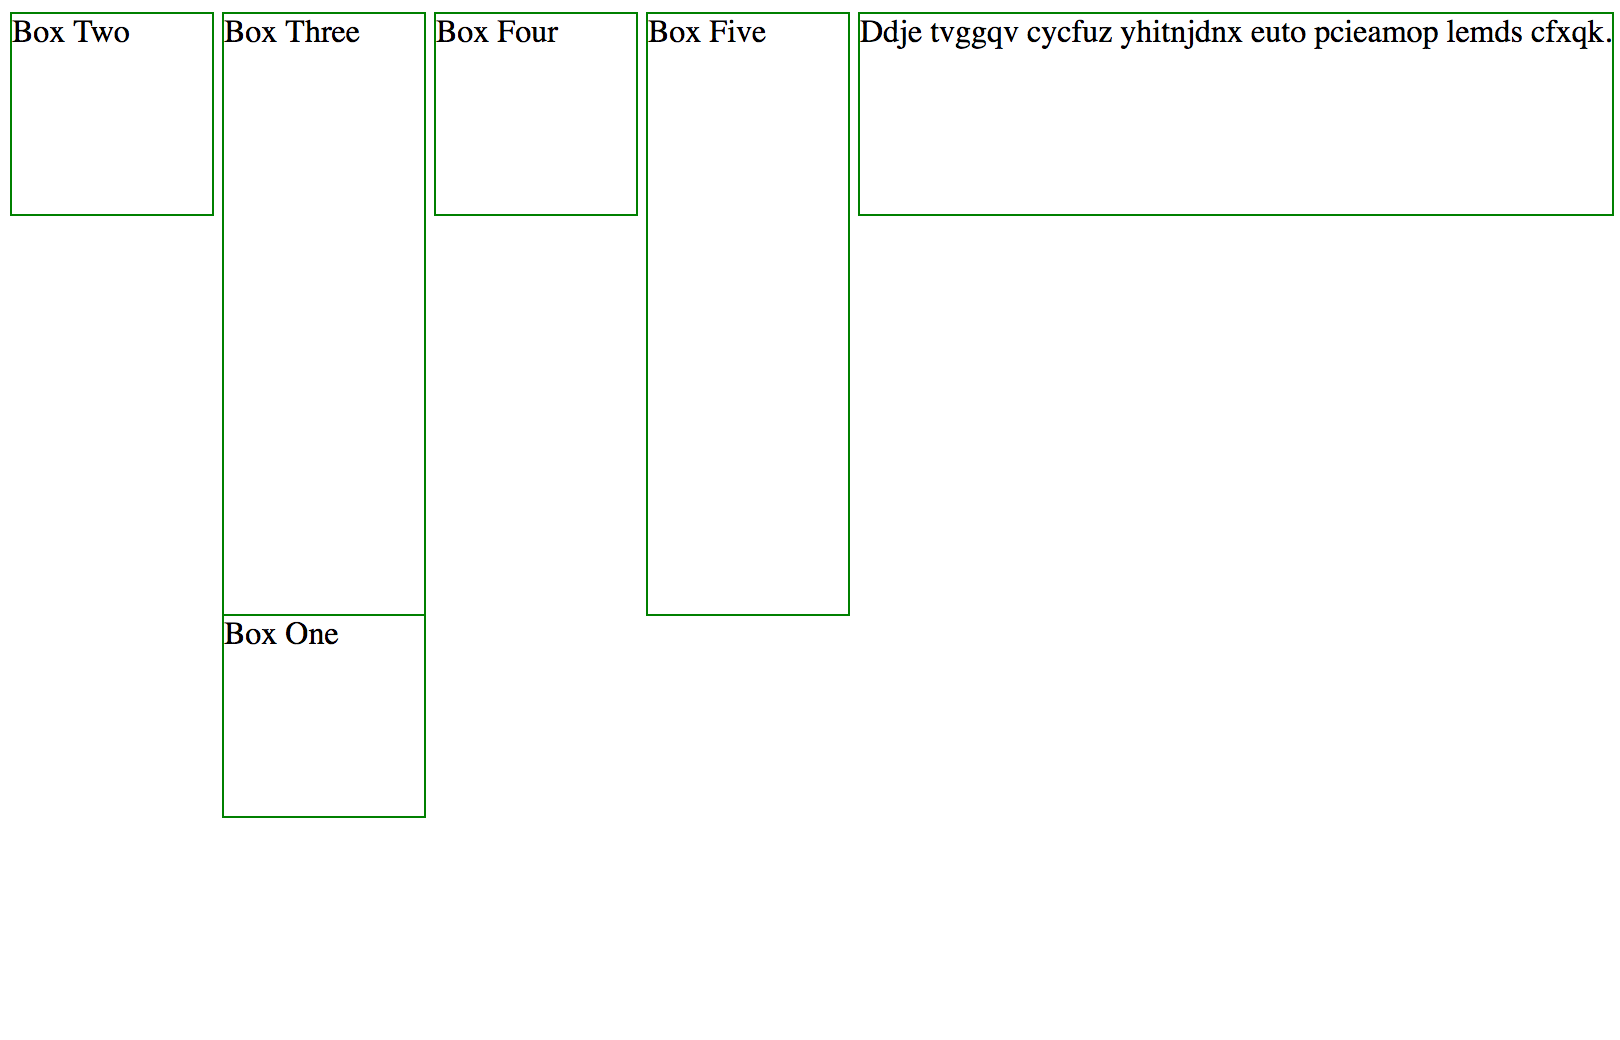 Box Two
Box Three
Box Four
Box Five
Ddje tvggqv cycfuz yhitnjdnx euto pcieamop lemds cfxqk.
Box One